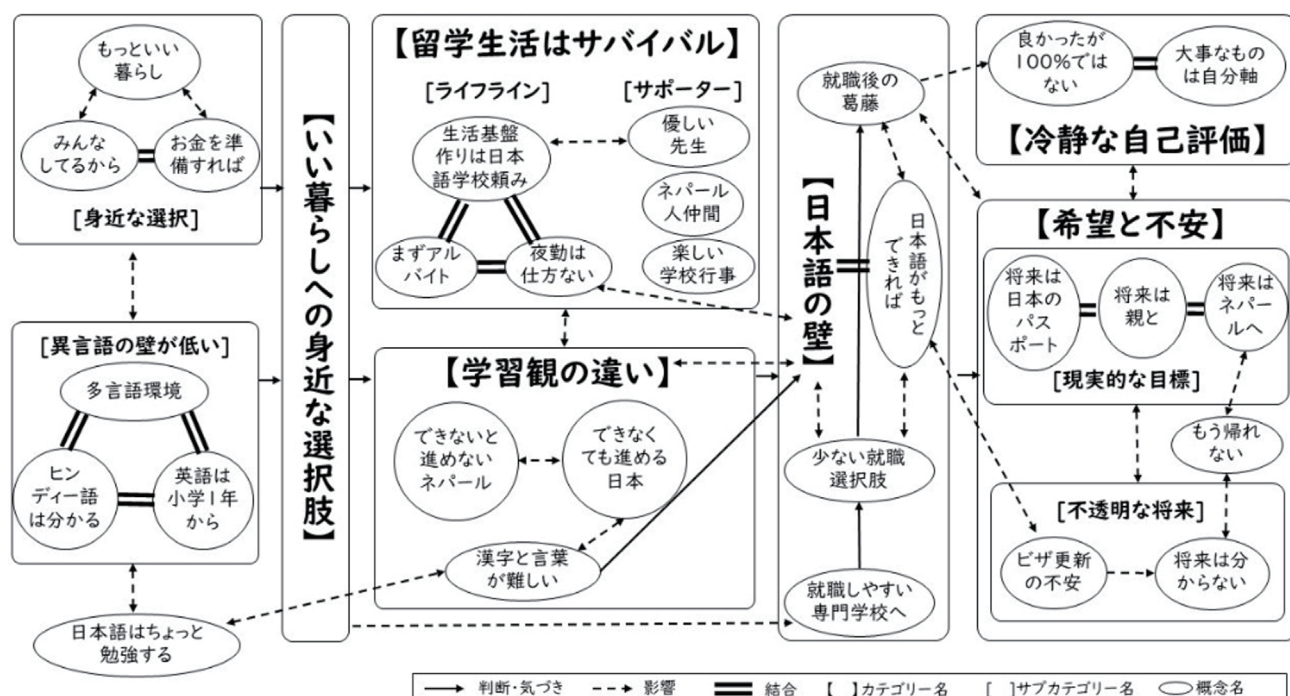 もっといい
暮らし
みんな
してるから
お金を準
備すれば
[身近な選択]
[異言語の壁が低い]
多言語環境
ヒン
ディー語
は分かる
英語は
小学1年
から
日本語はちょっと
勉強する
【いい暮らしへの身近な選択肢】
【留学生活はサバイバル】
[ライフライン]
[サポーター]
生活基盤
作りは日本
語学校頼み
まずアル
バイト
夜勤は
仕方ない
優しい
先生
ネパール
人仲間
楽しい
学校行事
【学習観の違い】
できないと
進めない
ネパール
できなく
ても進める
日本
漢字と言葉
が難しい
【日本語の壁】
就職後の
葛藤
日本語がもっと
できれば
少ない就職
選択肢
就職しやすい
専門学校へ
良かったが
100%では
ない
大事なもの
は自分軸
【冷静な自己評価】
【希望と不安】
将来は
日本の
パス
ポート
将来は
親と
将来は
ネパー
ルへ
[現実的な目標]
もう帰れ
ない
[不透明な将来]
ビザ更新
の不安
将来は分
からない
判断・気づき 影響 結合 【 】カテゴリー名 [ ]サブカテゴリー名 概念名